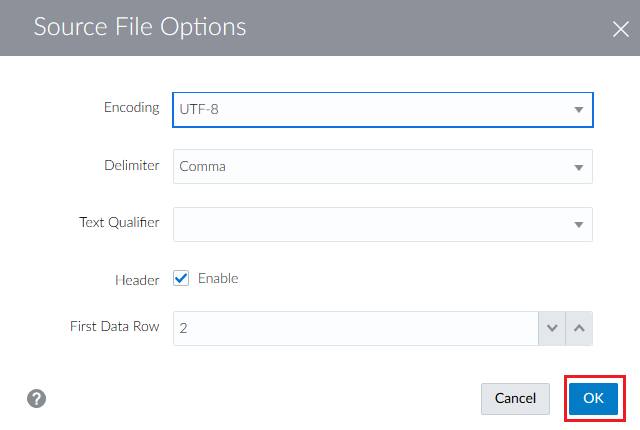 Source File Options
Encoding UTF-8
Delimiter Comma
Text Qualifier
Header Enable
First Data Row 2
? Cancel OK